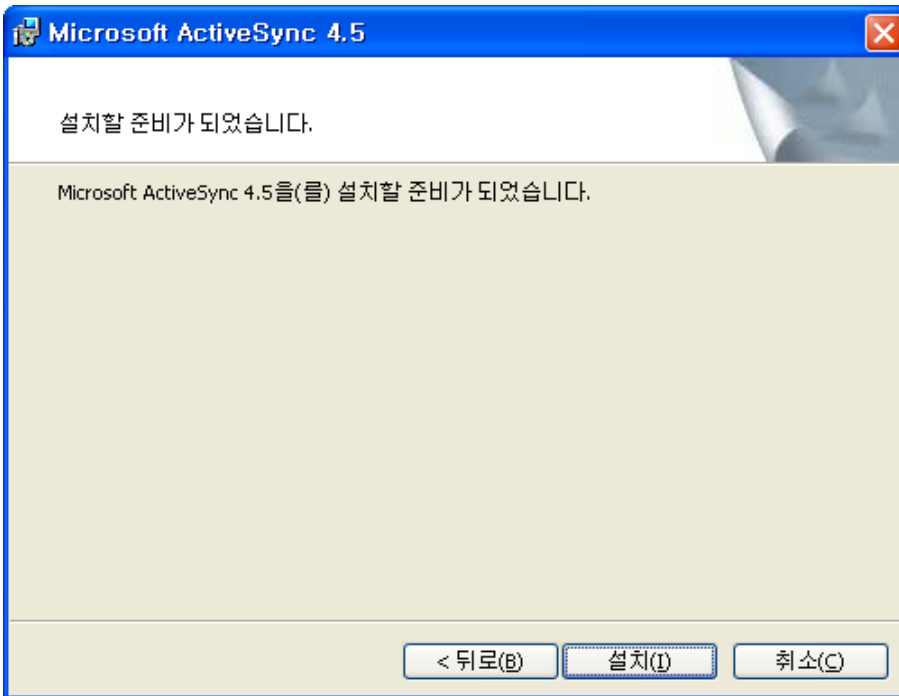 Microsoft ActiveSync 4.5
설치할 준비가 되었습니다.
Microsoft ActiveSync 4.5을(를) 설치할 준비가 되었습니다.
< 뒤로(B) 설치(I) 취소(C)